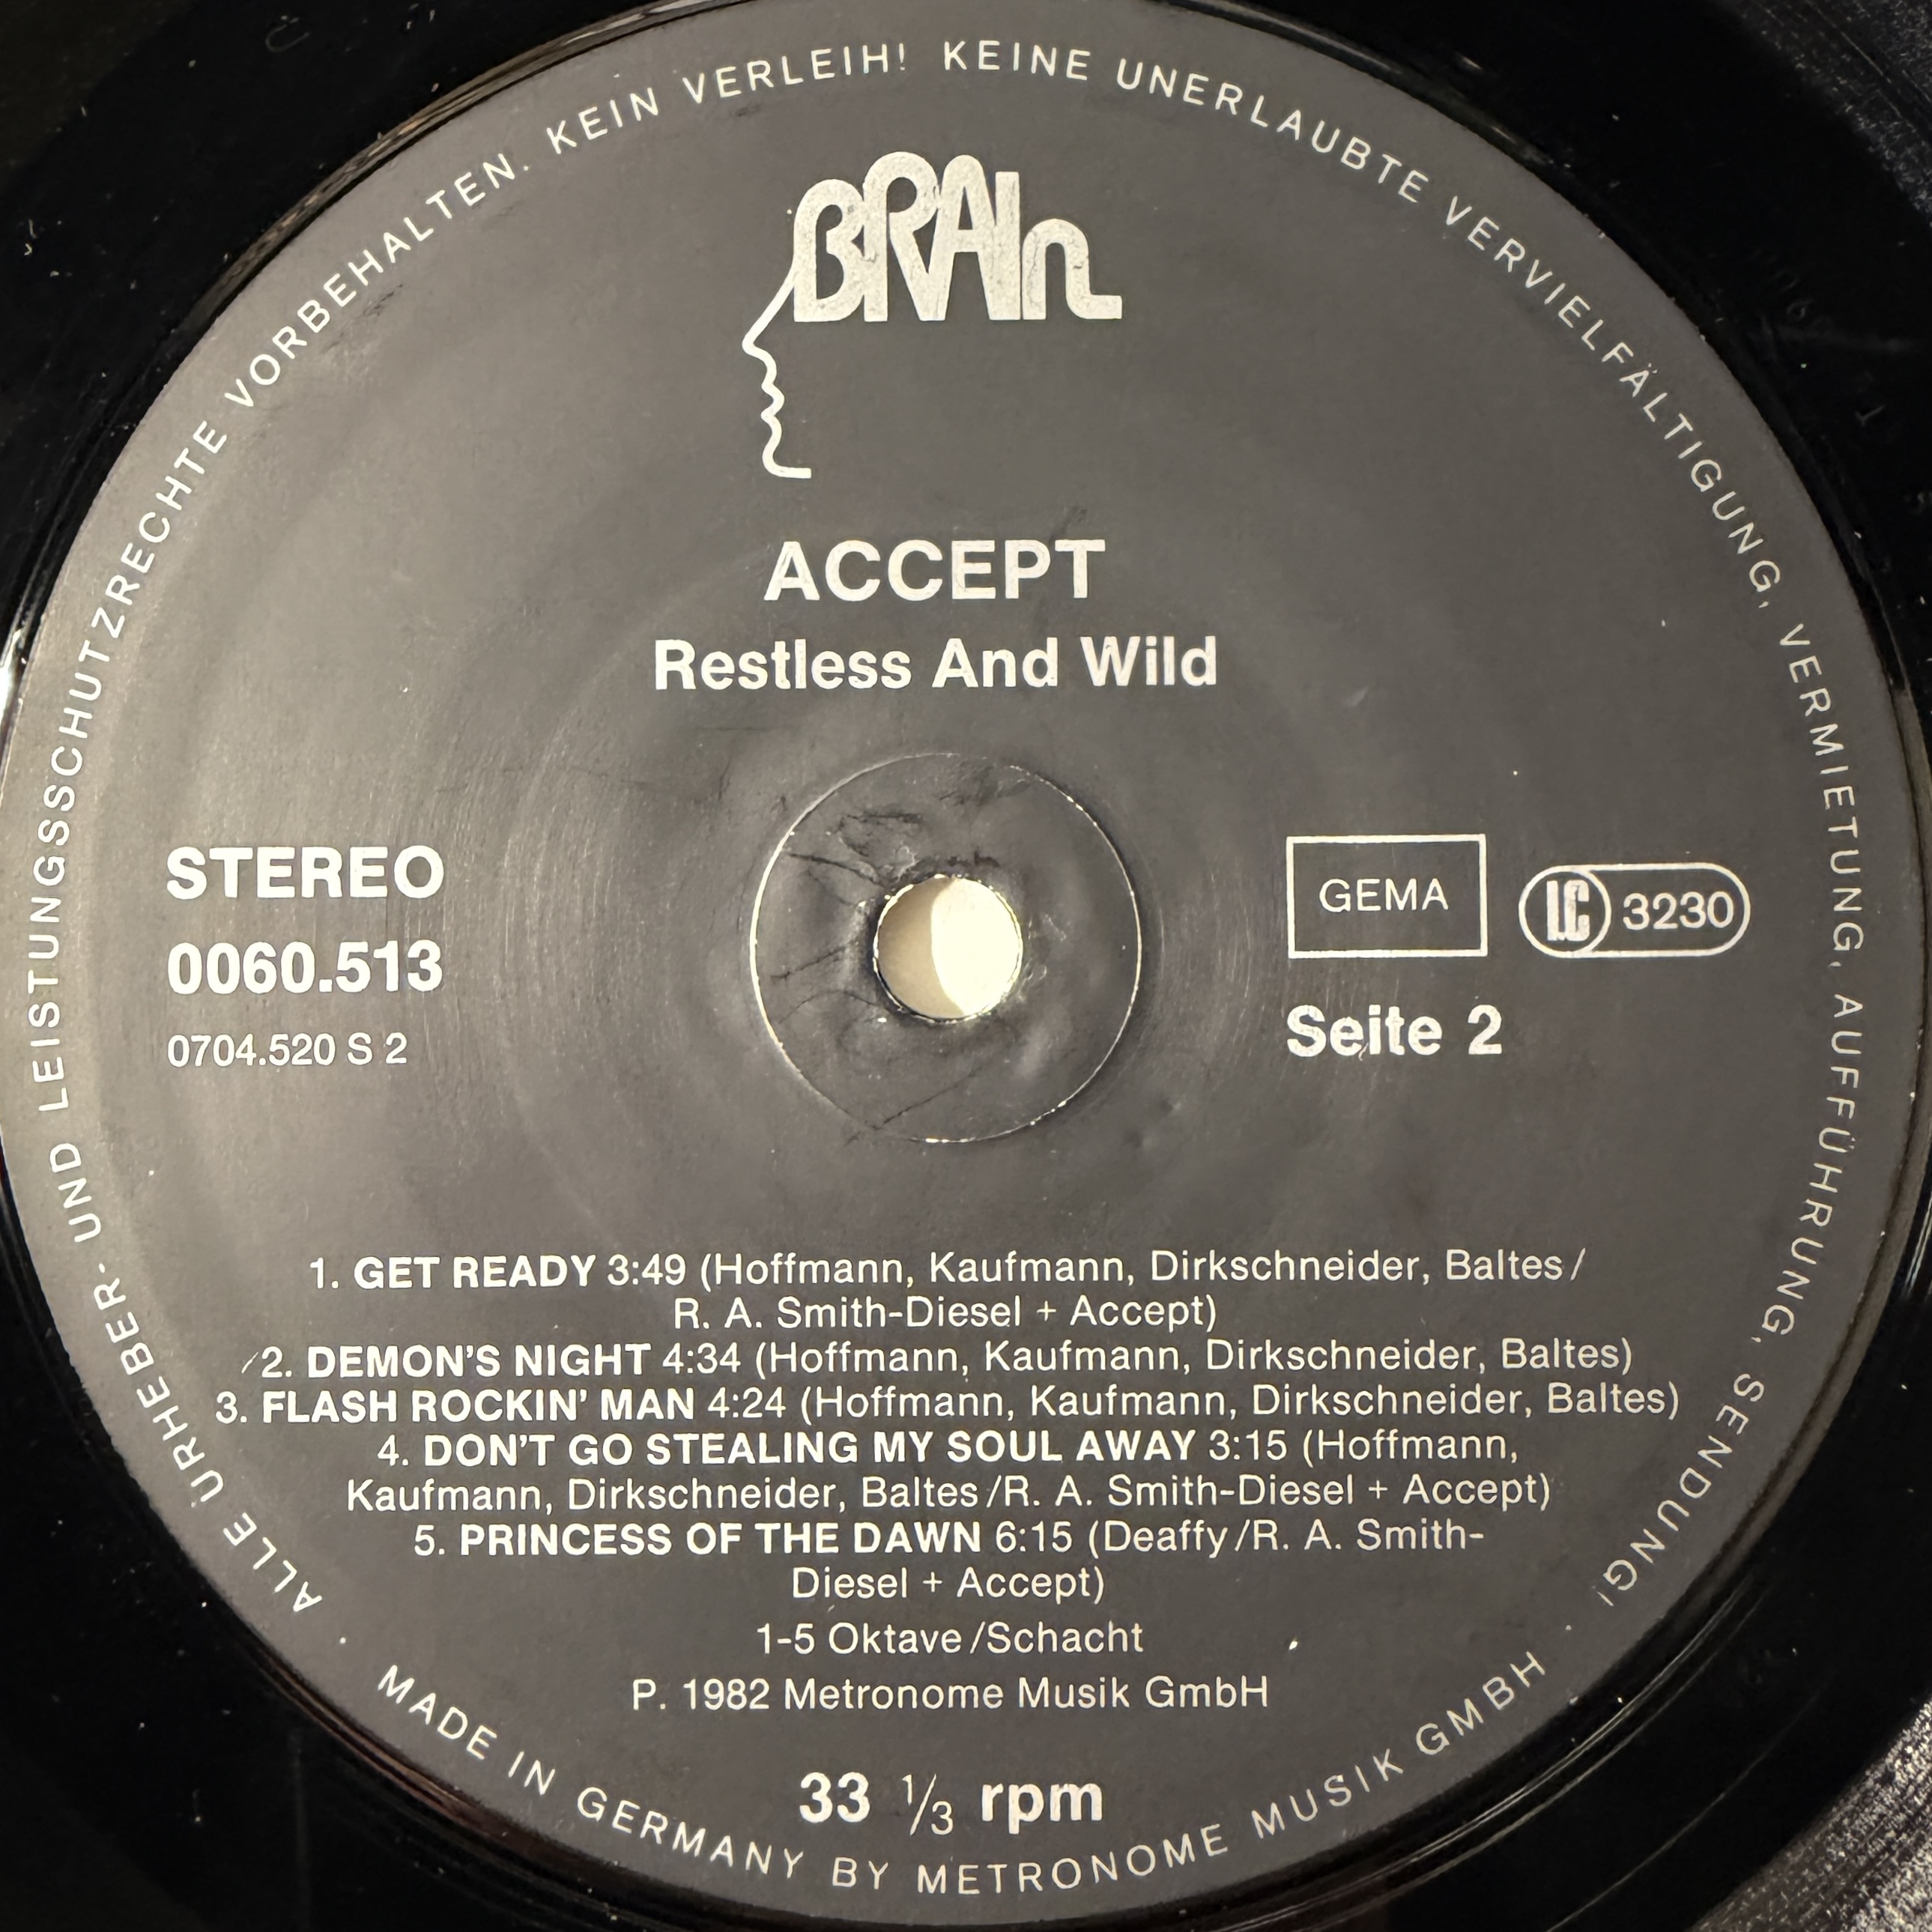 ALLE URHEBER- UND LEISTUNGSSCHUTZRECHTE VORBEHALTEN. KEIN VERLEIH! KEINE UNERLAUBTE VERVIELFÄLTIGUNG, VERMIETUNG, AUFFÜHRUNG, SENDUNG!
BRAIn
ACCEPT
Restless And Wild
STEREO
0060.513
0704.520 S 2
GEMA
LC 3230
Seite 2
1. GET READY 3:49 (Hoffmann, Kaufmann, Dirkschneider, Baltes/
R. A. Smith-Diesel + Accept)
2. DEMON'S NIGHT 4:34 (Hoffmann, Kaufmann, Dirkschneider, Baltes)
3. FLASH ROCKIN' MAN 4:24 (Hoffmann, Kaufmann, Dirkschneider, Baltes)
4. DON'T GO STEALING MY SOUL AWAY 3:15 (Hoffmann,
Kaufmann, Dirkschneider, Baltes/R. A. Smith-Diesel + Accept)
5. PRINCESS OF THE DAWN 6:15 (Deaffy/R. A. Smith-
Diesel + Accept)
1-5 Oktave/Schacht
P. 1982 Metronome Musik GmbH
33 1/3 rpm
MADE IN GERMANY BY METRONOME MUSIK GMBH